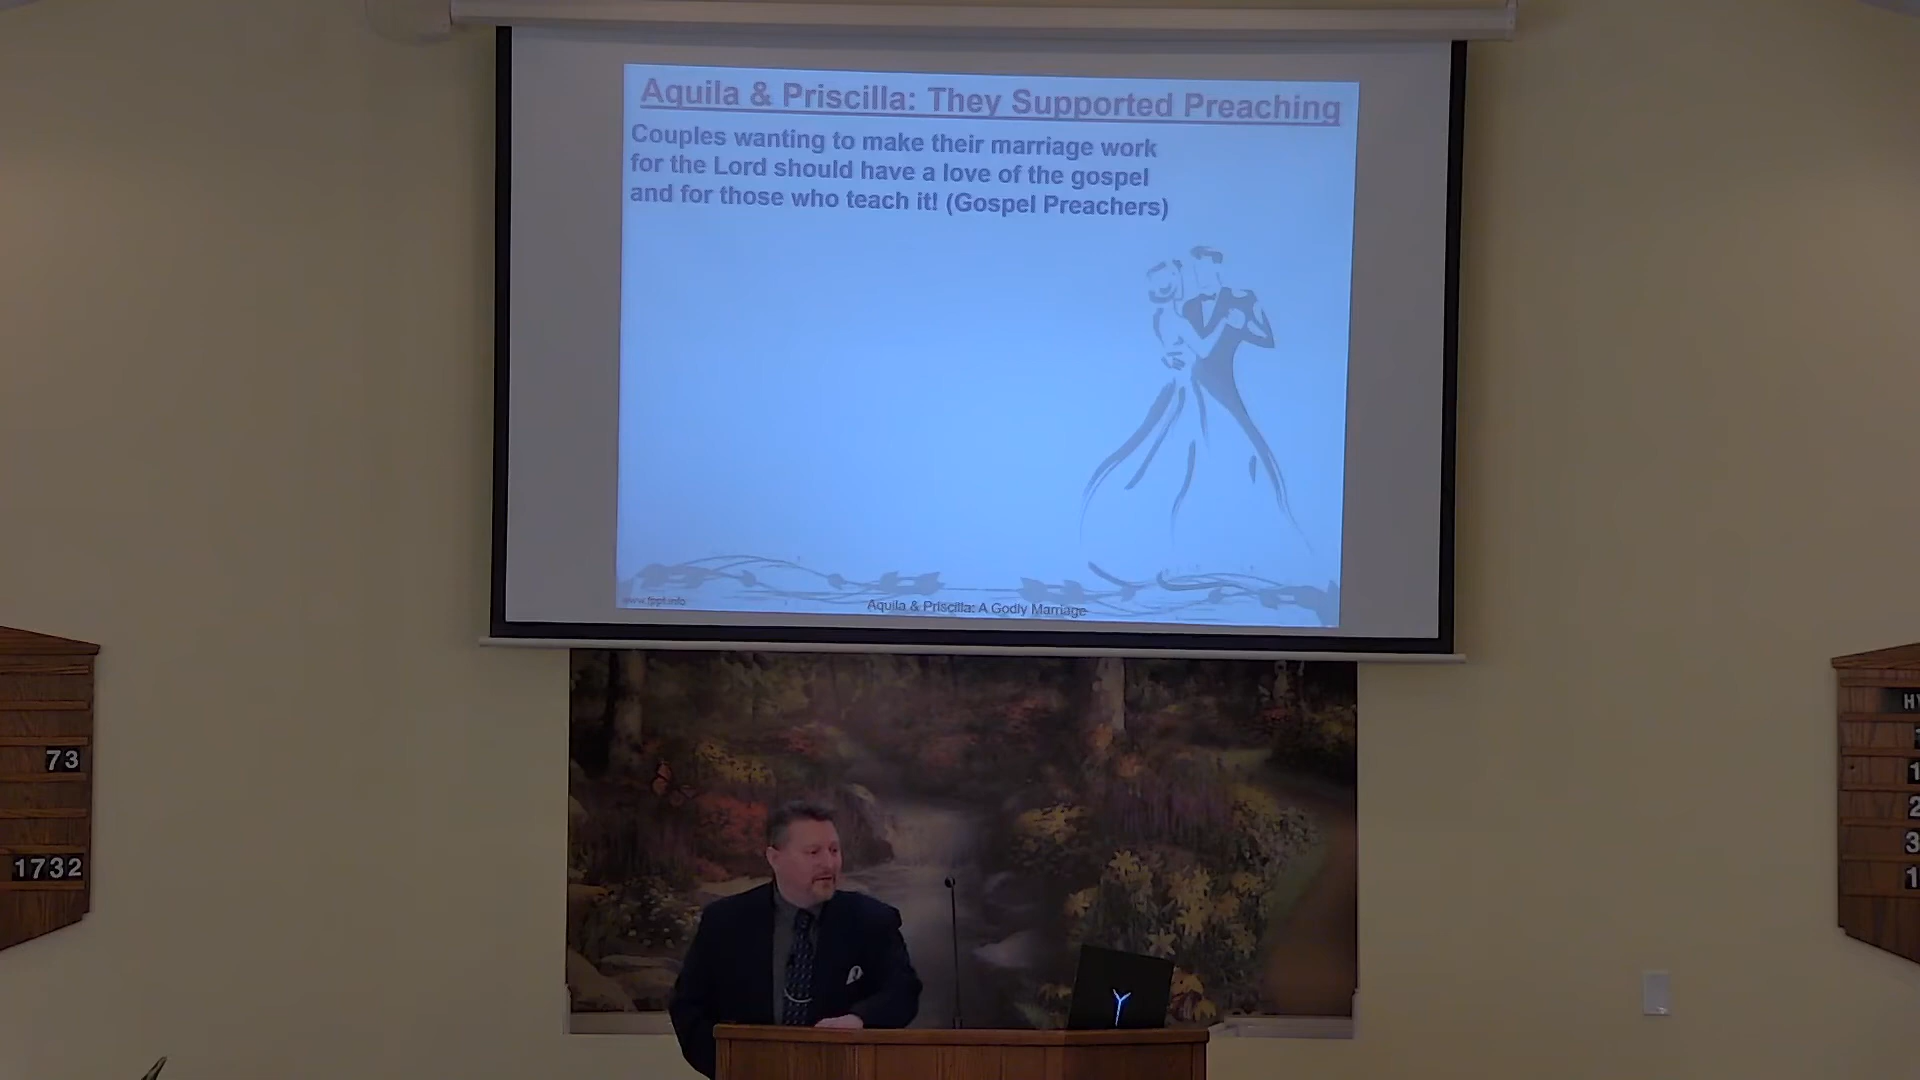 Aquila & Priscilla: They Supported Preaching
Couples wanting to make their marriage work
for the Lord should have a love of the gospel
and for those who teach it! (Gospel Preachers)
www.fppt.info
Aquila & Priscilla: A Godly Marriage
73
1732